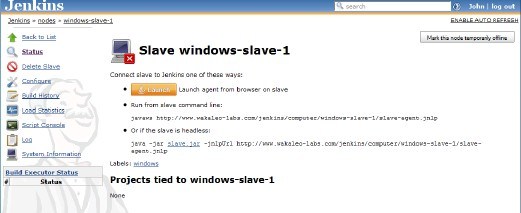 Jenkins
search
John | log out
Jenkins » nodes » windows-slave-1
ENABLE AUTO REFRESH
Back to List
Status
Delete Slave
Configure
Build History
Load Statistics
Script Console
Log
System Information
Build Executor Status
# Status
Mark this node temporarily offline
Slave windows-slave-1
Connect slave to Jenkins one of these ways:
Launch Launch agent from browser on slave
Run from slave command line:
javaws http://www.wakaleo-labs.com/jenkins/computer/windows-slave-1/slave-agent.jnlp
Or if the slave is headless:
java -jar slave.jar -jnlpUrl http://www.wakaleo-labs.com/jenkins/computer/windows-slave-1/slave-
agent.jnlp
Labels: windows
Projects tied to windows-slave-1
None